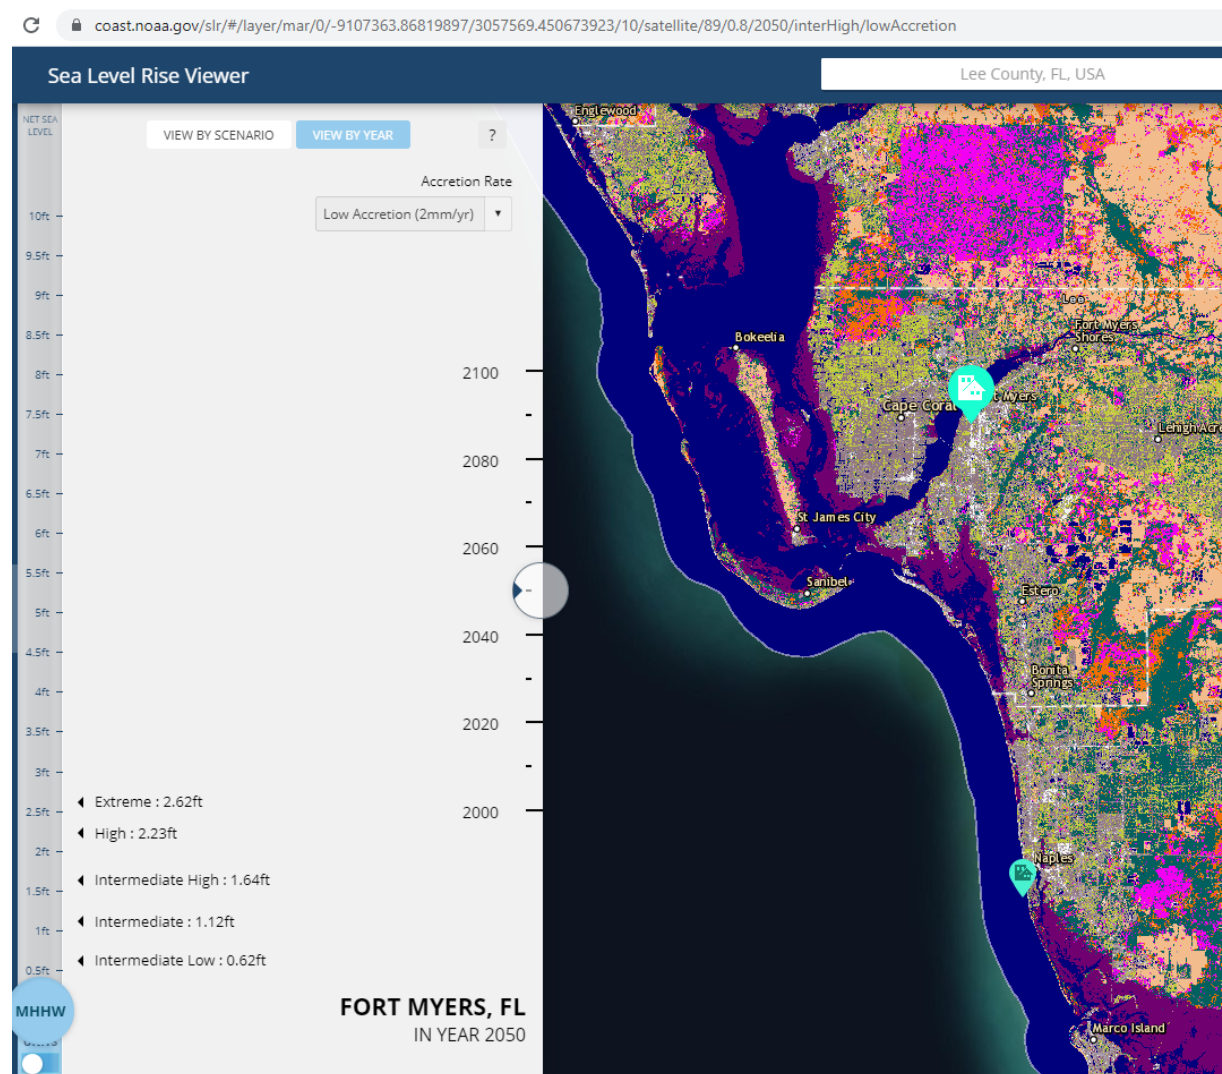 coast.noaa.gov/slr/#/layer/mar/0/-9107363.86819897/3057569.450673923/10/satellite/89/0.8/2050/interHigh/lowAccretion
Sea Level Rise Viewer
Lee County, FL, USA
NET SEA
LEVEL
VIEW BY SCENARIO
VIEW BY YEAR
?
Accretion Rate
Low Accretion (2mm/yr)
10ft
9.5ft
9ft
8.5ft
8ft
7.5ft
7ft
6.5ft
6ft
5.5ft
5ft
4.5ft
4ft
3.5ft
3ft
2.5ft
2ft
1.5ft
1ft
0.5ft
MHHW
2100
2080
2060
2040
2020
2000
Extreme : 2.62ft
High : 2.23ft
Intermediate High : 1.64ft
Intermediate : 1.12ft
Intermediate Low : 0.62ft
FORT MYERS, FL
IN YEAR 2050
Englewood
Lee
Fort Myers
Shores
Bokeelia
t Myers
Cape Coral
Lehigh Acre
St James City
Sanibel
Estero
Bonita
Springs
Naples
Marco Island